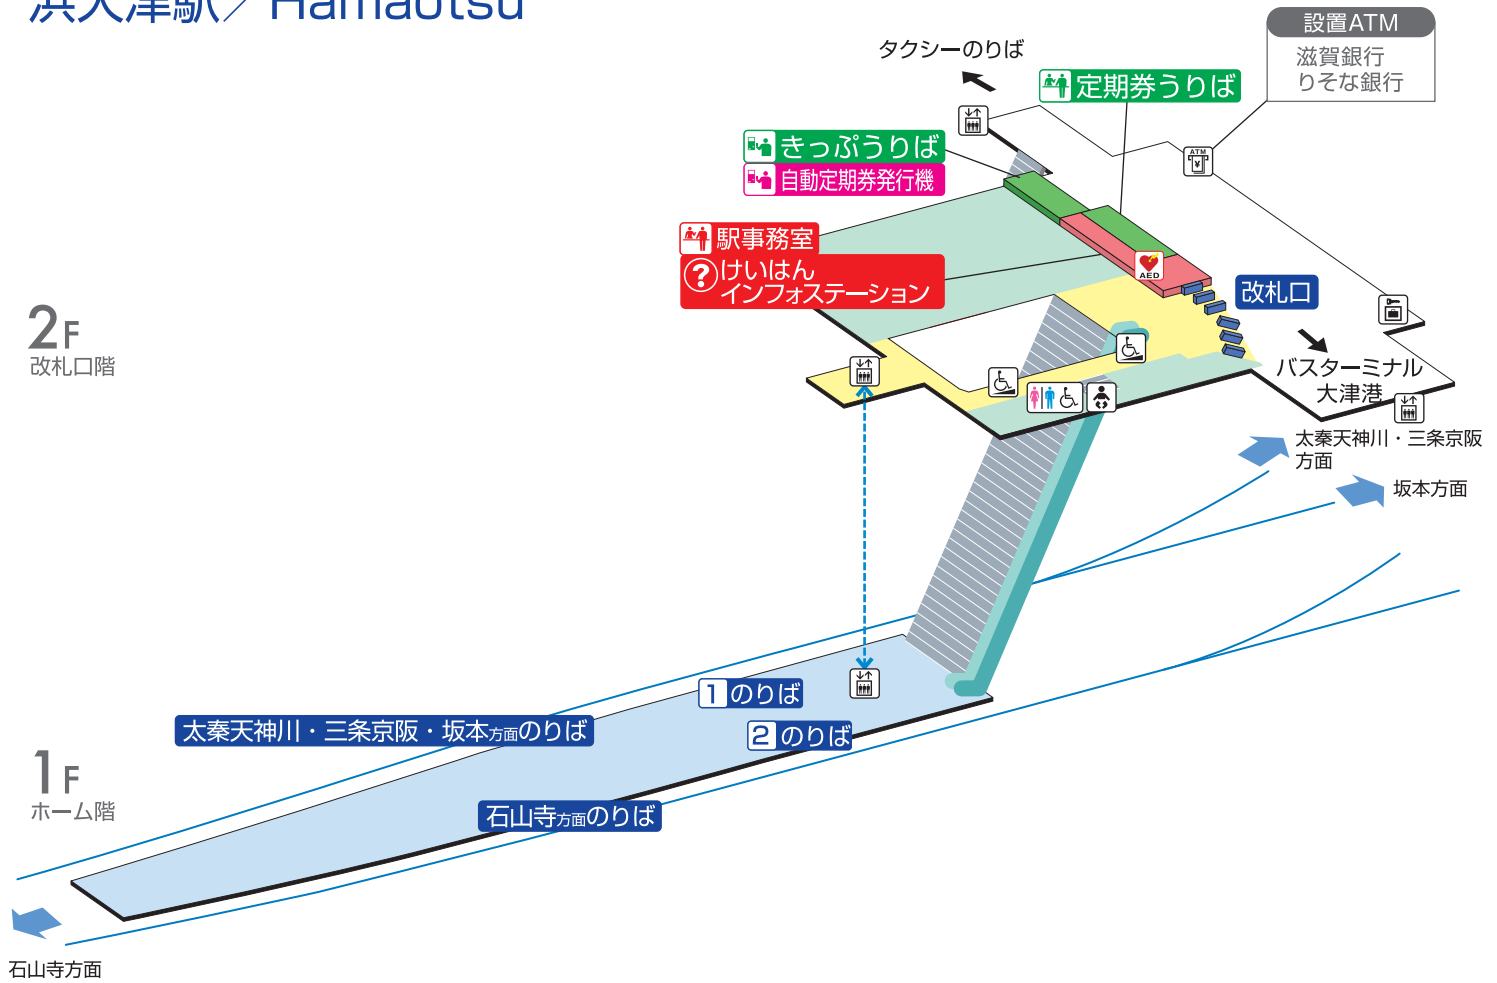 浜大津駅／Hamaotsu
設置ATM
滋賀銀行
りそな銀行
タクシーのりば
定期券うりば
きっぷうりば
自動定期券発行機
ATM
¥
駅事務室
?けいはん
インフォステーション
AED
改札口
2F
改札口階
バスターミナル
大津港
太秦天神川・三条京阪
方面
坂本方面
1のりば
2のりば
太秦天神川・三条京阪・坂本方面のりば
1F
ホーム階
石山寺方面のりば
石山寺方面